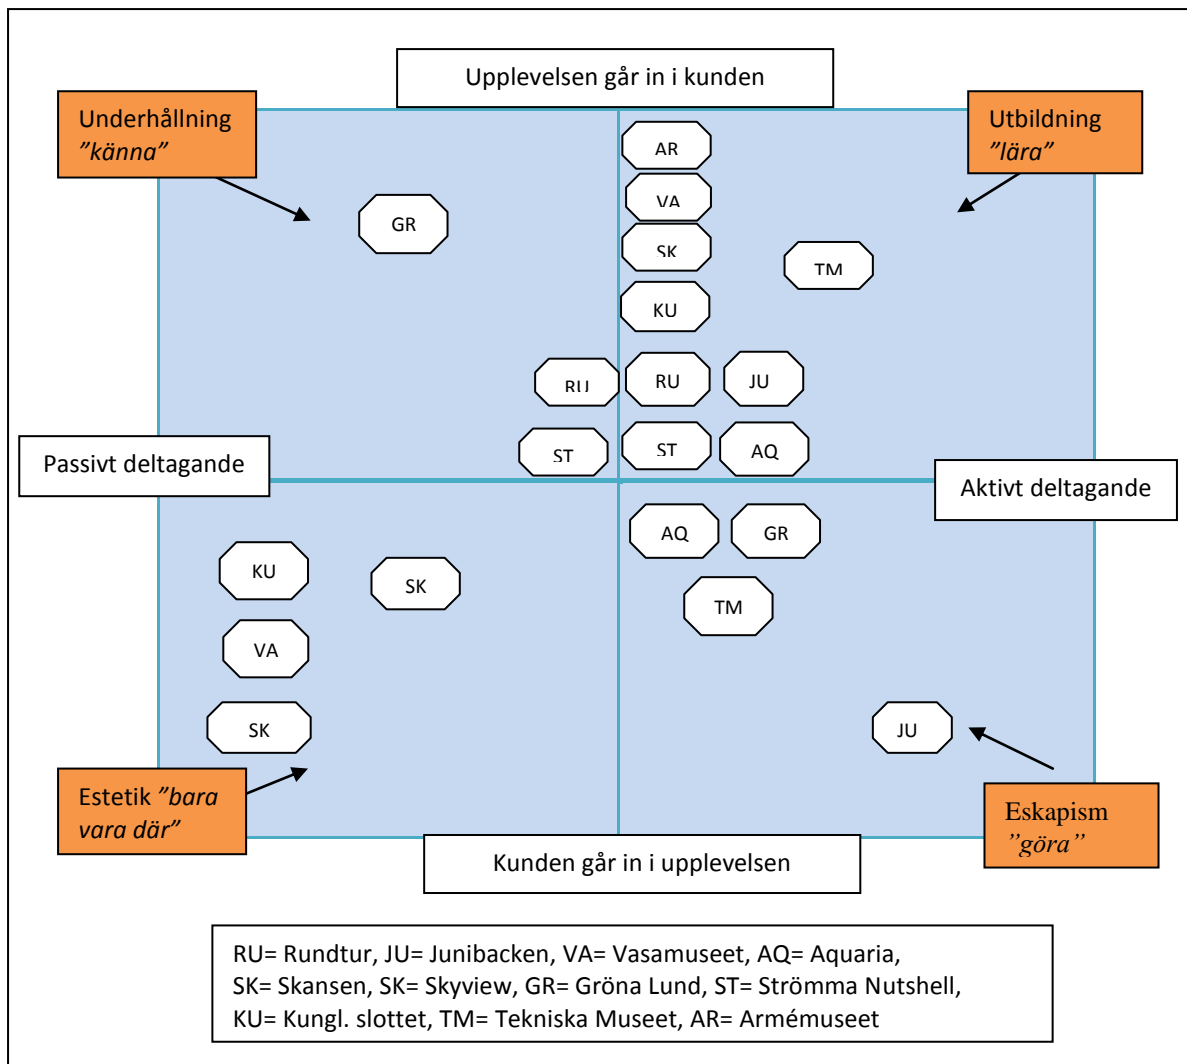 Upplevelsen går in i kunden
Underhållning
”känna”
Utbildning
”lära”
AR
VA
GR
SK
TM
KU
RU
RU
JU
ST
ST
AQ
Passivt deltagande
Aktivt deltagande
AQ
GR
KU
SK
TM
VA
SK
JU
Estetik ”bara
vara där”
Eskapism
”göra”
Kunden går in i upplevelsen
RU= Rundtur, JU= Junibacken, VA= Vasamuseet, AQ= Aquaria,
SK= Skansen, SK= Skyview, GR= Gröna Lund, ST= Strömma Nutshell,
KU= Kungl. slottet, TM= Tekniska Museet, AR= Armémuseet